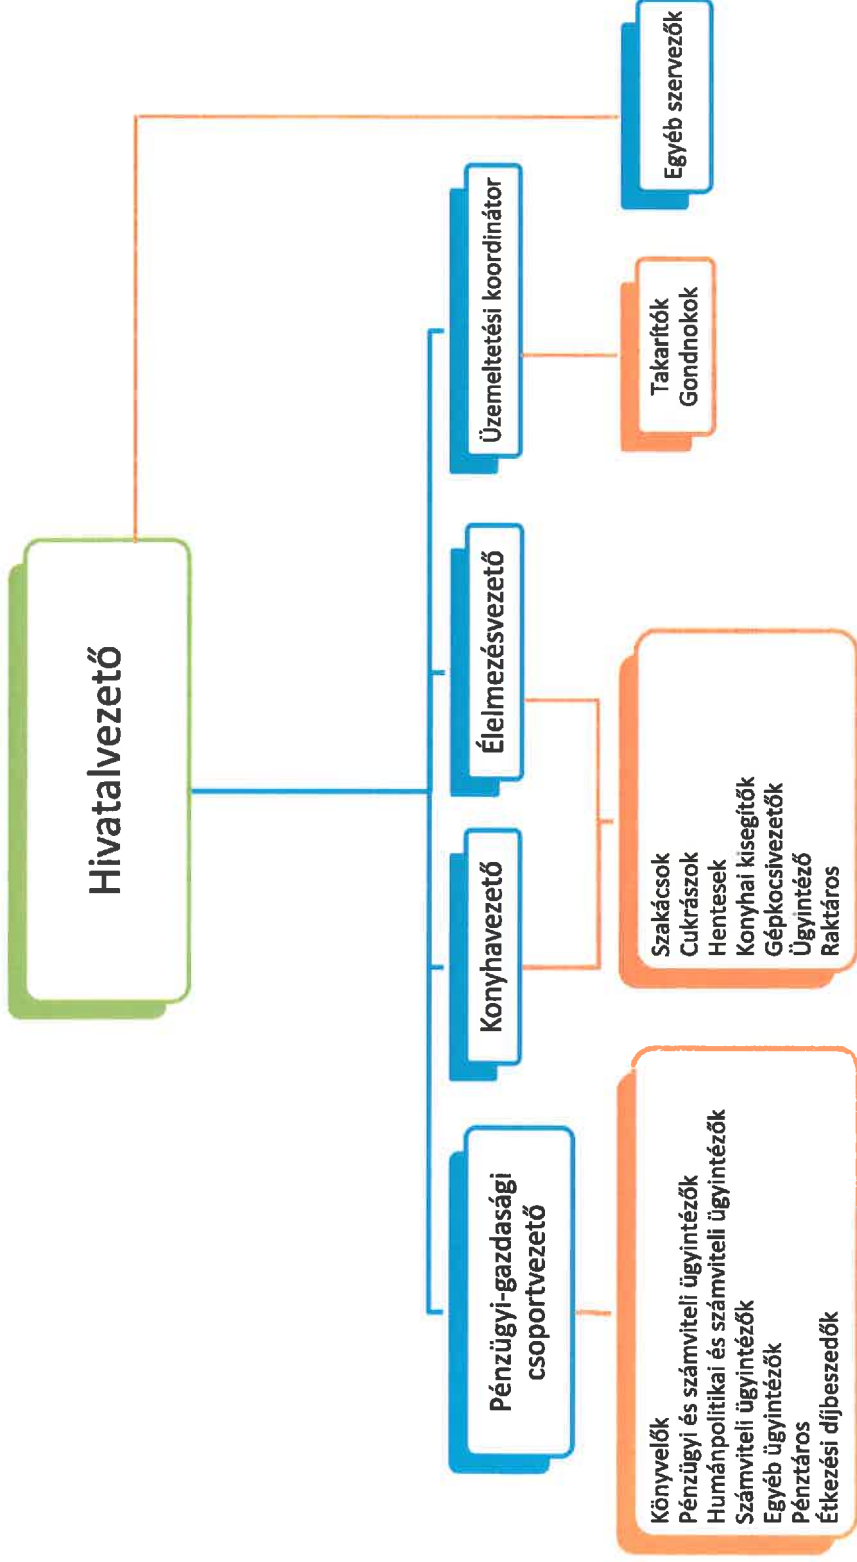 Hivatalvezető
Pénzügyi-gazdasági
csoportvezető
Konyhavezető
Élelmezésvezető
Üzemeltetési koordinátor
Könyvelők
Pénzügyi és számviteli ügyintézők
Humánpolitikai és számviteli ügyintézők
Számviteli ügyintézők
Egyéb ügyintézők
Pénztáros
Étkezési díjbeszedők
Szakácsok
Cukrászok
Hentesek
Konyhai kisegítők
Gépkocsivezetők
Ügyintéző
Raktáros
Takarítók
Gondnokok
Egyéb szervezők